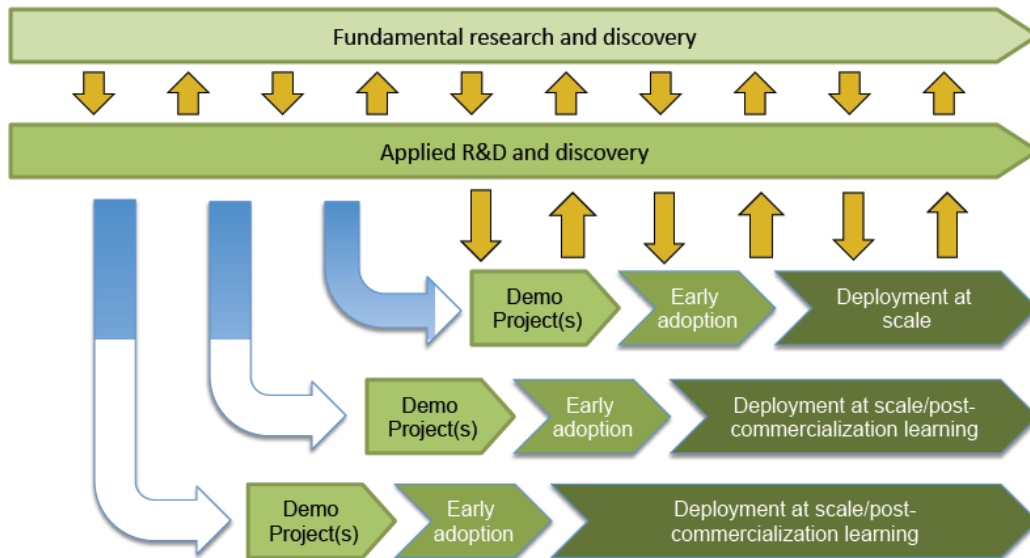 Fundamental research and discovery
Applied R&D and discovery
Demo
Project(s)
Early
adoption
Deployment at
scale
Demo
Project(s)
Early
adoption
Deployment at scale/post-
commercialization learning
Demo
Project(s)
Early
adoption
Deployment at scale/post-
commercialization learning